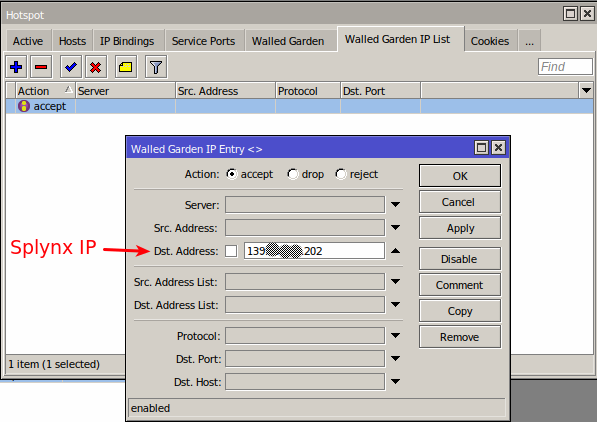 Hotspot
Active Hosts IP Bindings Service Ports Walled Garden Walled Garden IP List Cookies ...
Find
Action Server Src. Address Protocol Dst. Port
accept
Walled Garden IP Entry <>
Action: accept drop reject
OK
Server:
Cancel
Src. Address:
Apply
Splynx IP
Dst. Address: 139 .202
Disable
Src. Address List:
Comment
Dst. Address List:
Copy
Protocol:
Remove
Dst. Port:
1 item (1 selected)
Dst. Host:
enabled